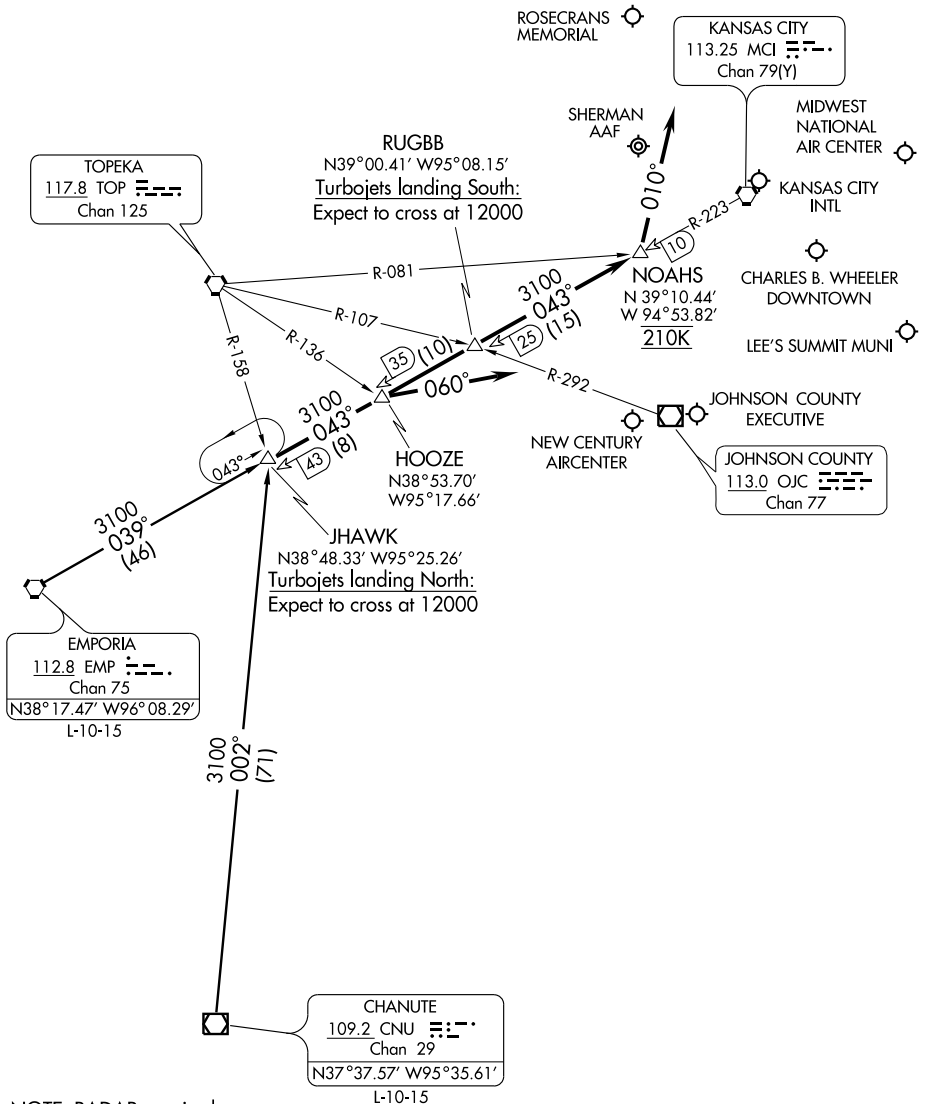 ROSECRANS
MEMORIAL
KANSAS CITY
113.25 MCI
Chan 79(Y)
SHERMAN
AAF
MIDWEST
NATIONAL
AIR CENTER
RUGBB
N39°00.41′ W95°08.15′
Turbojets landing South:
Expect to cross at 12000
TOPEKA
117.8 TOP
Chan 125
010°
R-223
10
KANSAS CITY
INTL
R-081
NOAHS
N 39°10.44′
W 94°53.82′
210K
CHARLES B. WHEELER
DOWNTOWN
3100
043°
(15)
25
R-107
R-136
R-158
35
(10)
LEE'S SUMMIT MUNI
060°
R-292
3100
043°
(8)
43
043°
HOOZE
N38°53.70′
W95°17.66′
NEW CENTURY
AIRCENTER
JOHNSON COUNTY
EXECUTIVE
JOHNSON COUNTY
113.0 OJC
Chan 77
3100
039°
(46)
JHAWK
N38°48.33′ W95°25.26′
Turbojets landing North:
Expect to cross at 12000
EMPORIA
112.8 EMP
Chan 75
N38°17.47′ W96°08.29′
L-10-15
3100
002°
(71)
CHANUTE
109.2 CNU
Chan 29
N37°37.57′ W95°35.61′
L-10-15